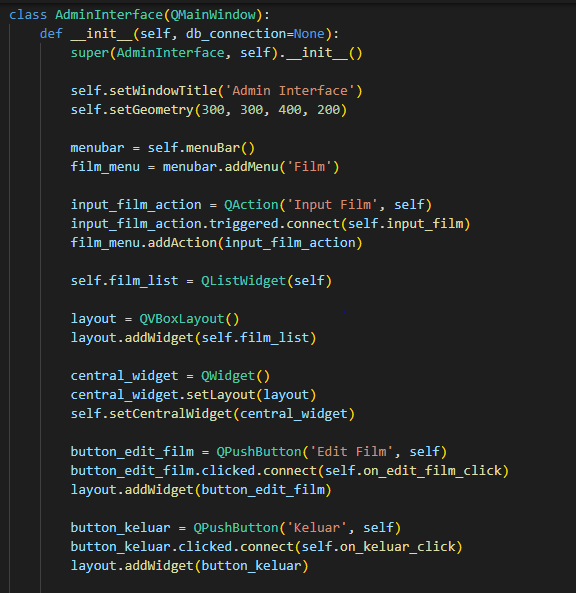 class AdminInterface(QMainWindow):
    def __init__(self, db_connection=None):
        super(AdminInterface, self).__init__()

        self.setWindowTitle('Admin Interface')
        self.setGeometry(300, 300, 400, 200)

        menubar = self.menuBar()
        film_menu = menubar.addMenu('Film')

        input_film_action = QAction('Input Film', self)
        input_film_action.triggered.connect(self.input_film)
        film_menu.addAction(input_film_action)

        self.film_list = QListWidget(self)

        layout = QVBoxLayout()
        layout.addWidget(self.film_list)

        central_widget = QWidget()
        central_widget.setLayout(layout)
        self.setCentralWidget(central_widget)

        button_edit_film = QPushButton('Edit Film', self)
        button_edit_film.clicked.connect(self.on_edit_film_click)
        layout.addWidget(button_edit_film)

        button_keluar = QPushButton('Keluar', self)
        button_keluar.clicked.connect(self.on_keluar_click)
        layout.addWidget(button_keluar)